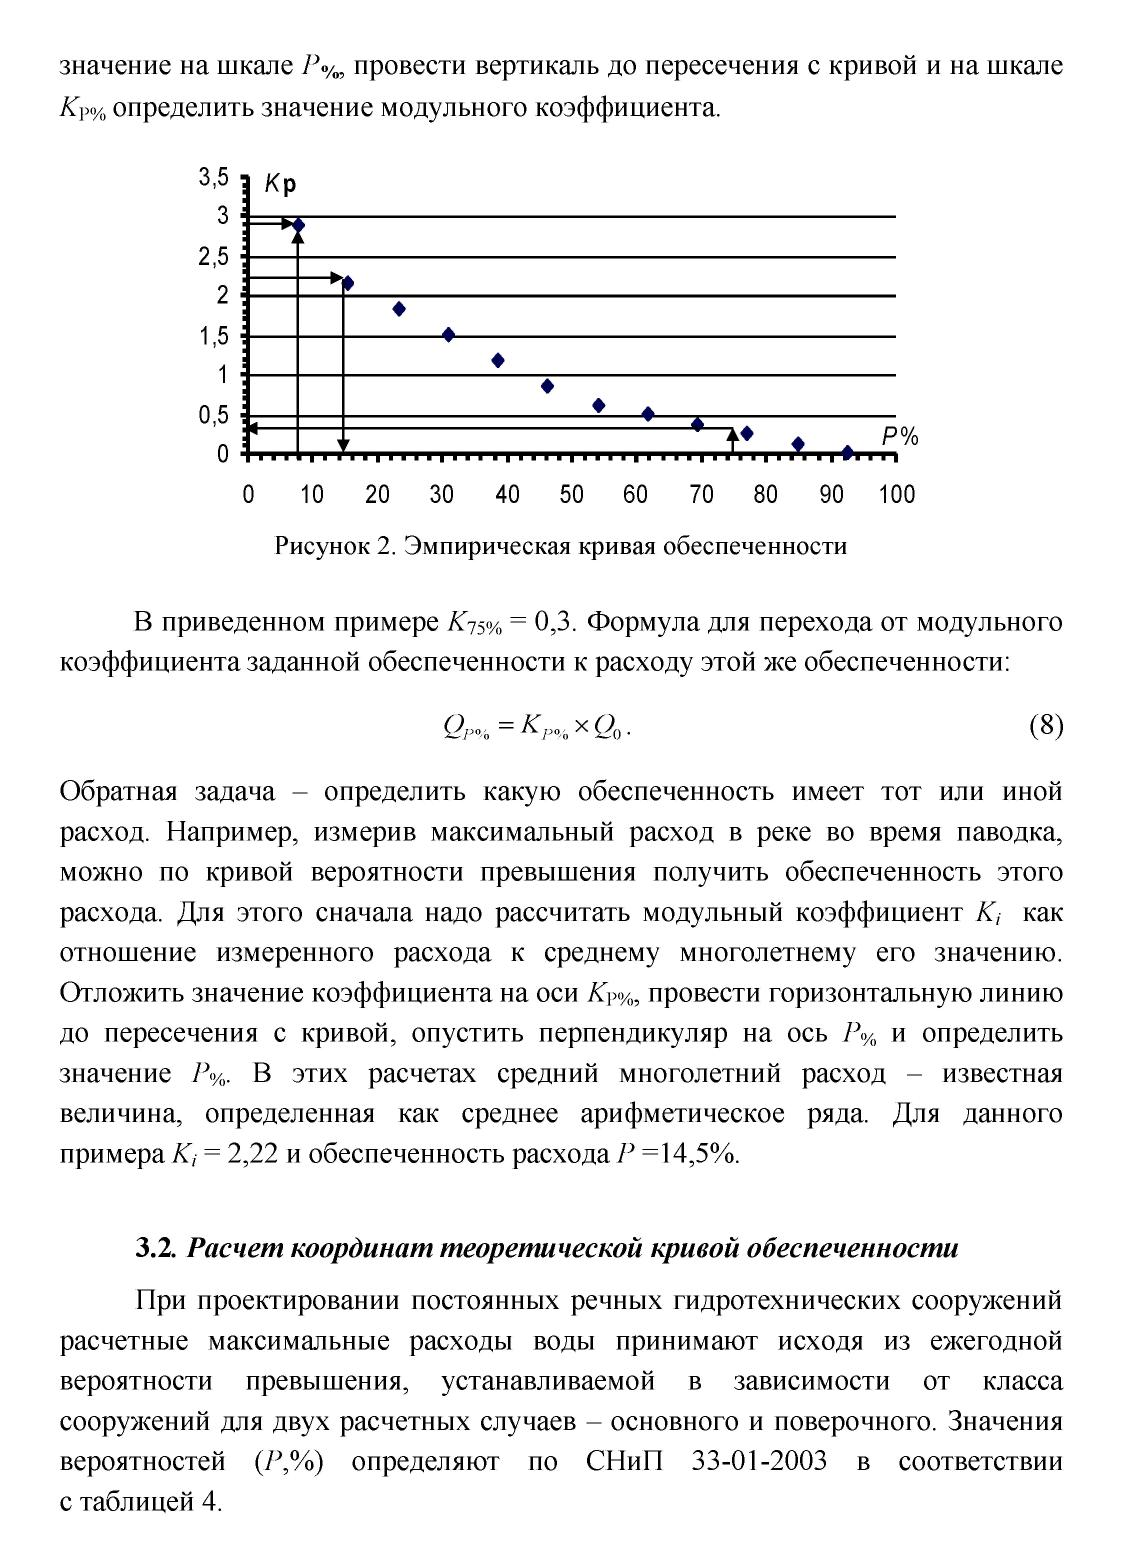 значение на шкале P%, провести вертикаль до пересечения с кривой и на шкале
KP% определить значение модульного коэффициента.
3,5
Kр
3
2,5
2
1,5
1
0,5
P%
0
0 10 20 30 40 50 60 70 80 90 100
Рисунок 2. Эмпирическая кривая обеспеченности
В приведенном примере K75% = 0,3. Формула для перехода от модульного
коэффициента заданной обеспеченности к расходу этой же обеспеченности:
QP% = KP% × Q0. (8)
Обратная задача – определить какую обеспеченность имеет тот или иной
расход. Например, измерив максимальный расход в реке во время паводка,
можно по кривой вероятности превышения получить обеспеченность этого
расхода. Для этого сначала надо рассчитать модульный коэффициент Ki как
отношение измеренного расхода к среднему многолетнему его значению.
Отложить значение коэффициента на оси KP%, провести горизонтальную линию
до пересечения с кривой, опустить перпендикуляр на ось P% и определить
значение P%. В этих расчетах средний многолетний расход – известная
величина, определенная как среднее арифметическое ряда. Для данного
примера Ki = 2,22 и обеспеченность расхода P =14,5%.
3.2. Расчет координат теоретической кривой обеспеченности
При проектировании постоянных речных гидротехнических сооружений
расчетные максимальные расходы воды принимают исходя из ежегодной
вероятности превышения, устанавливаемой в зависимости от класса
сооружений для двух расчетных случаев – основного и поверочного. Значения
вероятностей (P,%) определяют по СНиП 33-01-2003 в соответствии
с таблицей 4.